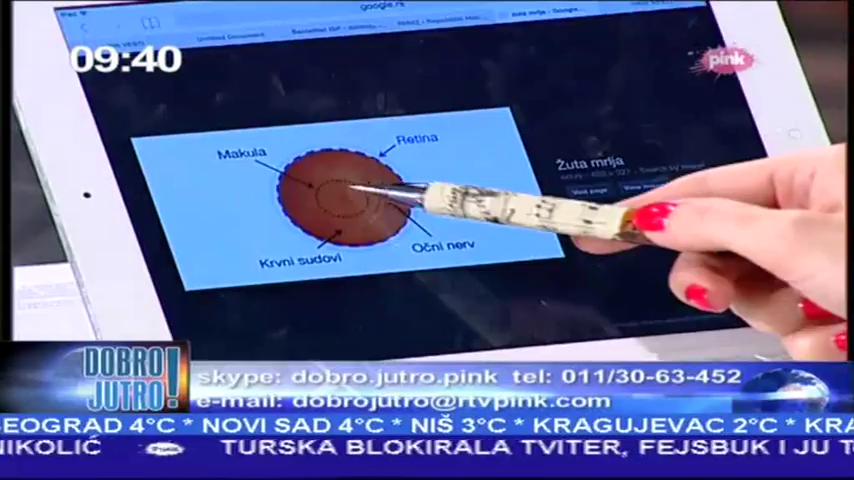 google.rs
09:40
pink
Retina
Makula
Žuta mrlja
Krvni sudovi
Očni nerv
DOBRO JUTRO!
skype: dobro.jutro.pink tel: 011/30-63-452
e-mail: dobrojutro@rtvpink.com
BEOGRAD 4°C * NOVI SAD 4°C * NIŠ 3°C * KRAGUJEVAC 2°C * KRA
NIKOLIĆ pink TURSKA BLOKIRALA TVITER, FEJSBUK I JU T